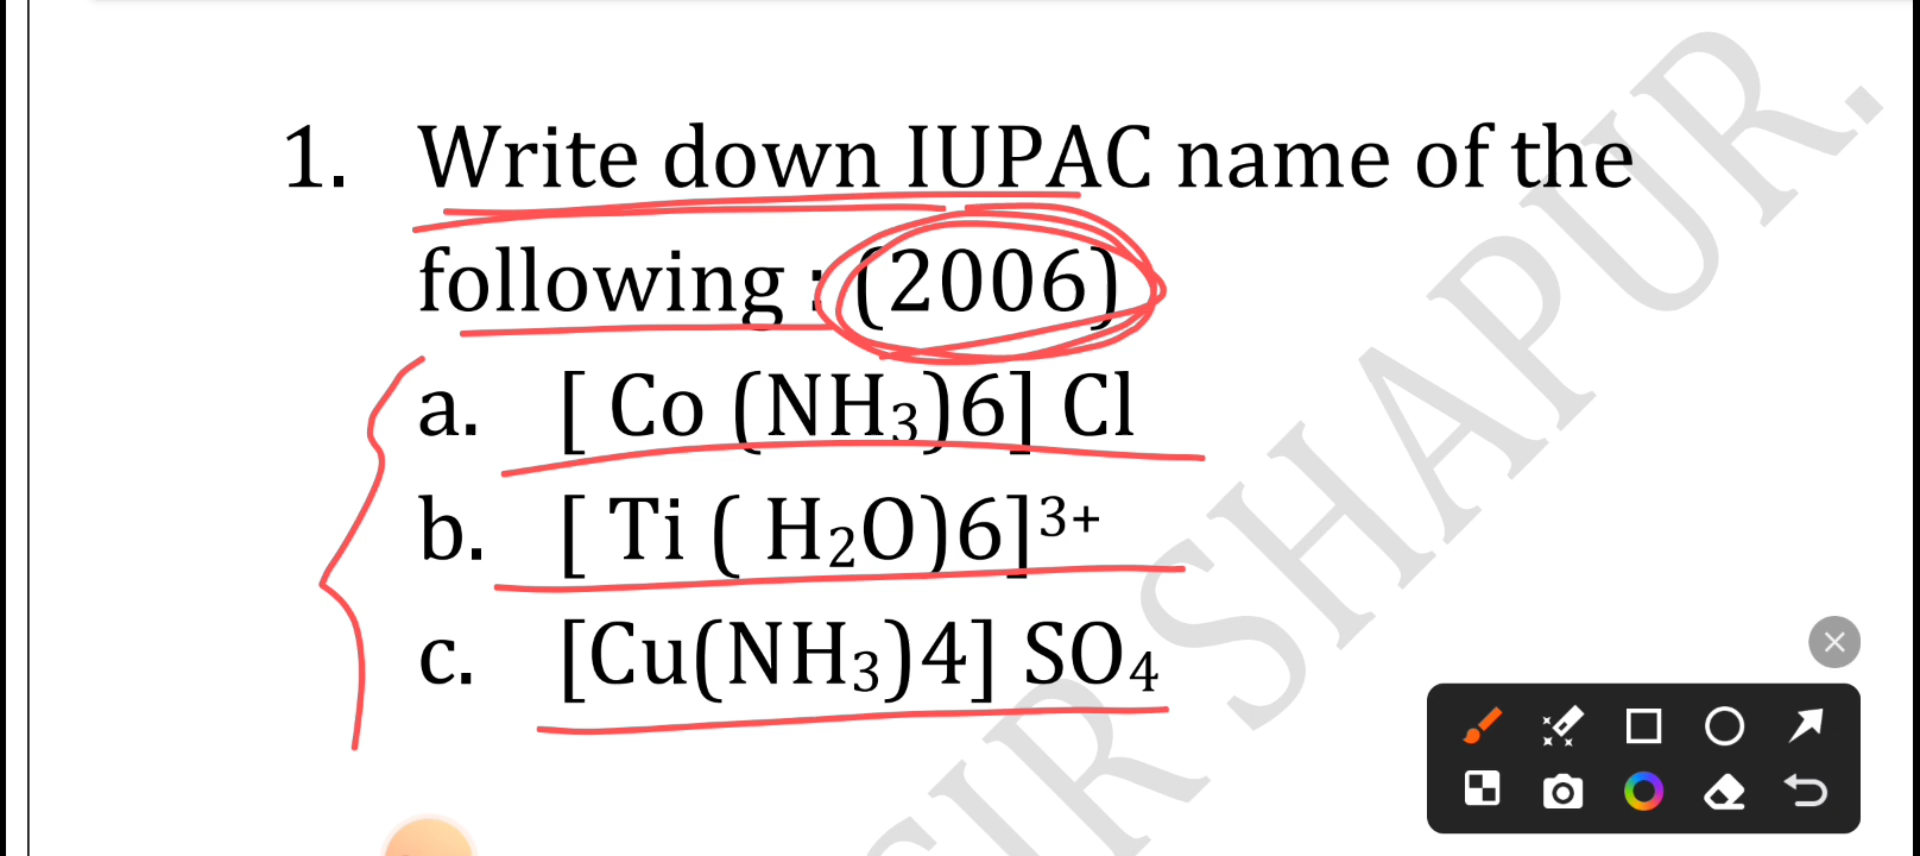 1. Write down IUPAC name of the
following : (2006)
a. [ Co (NH₃)6] Cl
b. [ Ti ( H₂O)6]³⁺
c. [Cu(NH₃)4] SO₄
SIR SHAPUR.